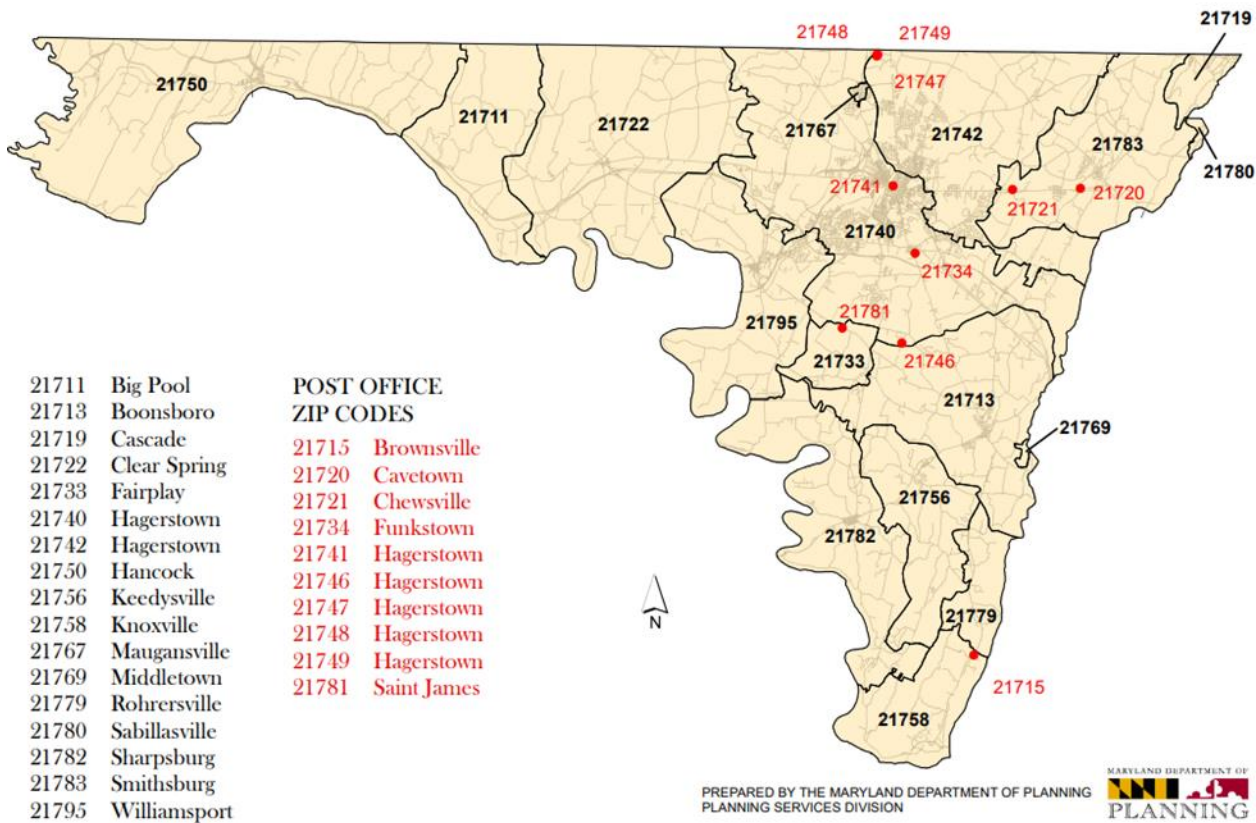 21719
21748
21749
21750
21747
21711
21722
21767
21742
21783
21780
21741
21721
21720
21740
21734
21781
21795
21733
21746
21713
21769
21756
21782
21779
21715
21758
N
21711 Big Pool
21713 Boonsboro
21719 Cascade
21722 Clear Spring
21733 Fairplay
21740 Hagerstown
21742 Hagerstown
21750 Hancock
21756 Keedysville
21758 Knoxville
21767 Maugansville
21769 Middletown
21779 Rohrersville
21780 Sabillasville
21782 Sharpsburg
21783 Smithsburg
21795 Williamsport
POST OFFICE
ZIP CODES
21715 Brownsville
21720 Cavetown
21721 Chewsville
21734 Funkstown
21741 Hagerstown
21746 Hagerstown
21747 Hagerstown
21748 Hagerstown
21749 Hagerstown
21781 Saint James
PREPARED BY THE MARYLAND DEPARTMENT OF PLANNING
PLANNING SERVICES DIVISION
MARYLAND DEPARTMENT OF
PLANNING